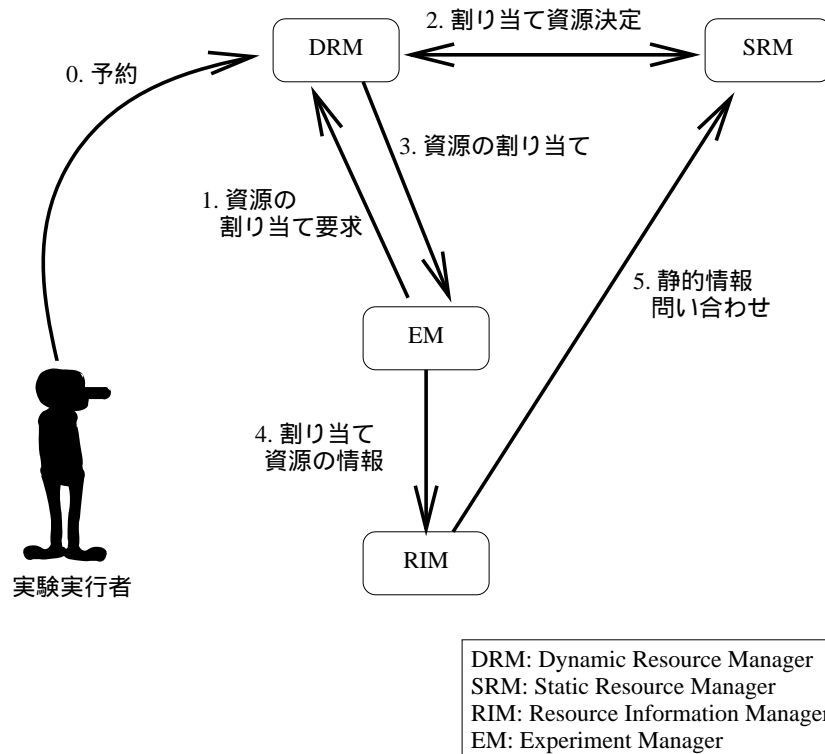 DRM
2. 割り当て資源決定
SRM
0. 予約
3. 資源の割り当て
1. 資源の
割り当て要求
5. 静的情報
問い合わせ
EM
4. 割り当て
資源の情報
RIM
実験実行者
DRM: Dynamic Resource Manager
SRM: Static Resource Manager
RIM: Resource Information Manager
EM: Experiment Manager